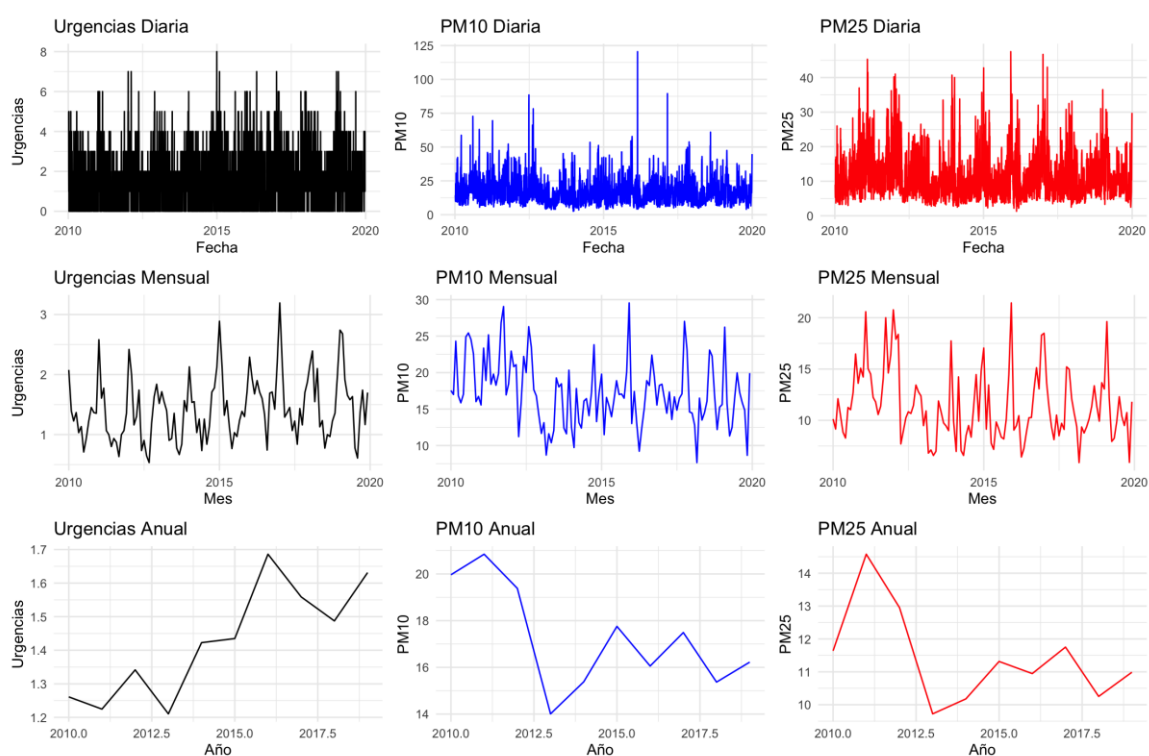 Urgencias Diaria
Urgencias
8
6
4
2
0
2010
2015
2020
Fecha
PM10 Diaria
PM10
125
100
75
50
25
0
2010
2015
2020
Fecha
PM25 Diaria
PM25
50
40
30
20
10
0
2010
2015
2020
Fecha
Urgencias Mensual
Urgencias
3
2
1
2010
2015
2020
Mes
PM10 Mensual
PM10
30
25
20
15
10
2010
2015
2020
Mes
PM25 Mensual
PM25
20
15
10
2010
2015
2020
Mes
Urgencias Anual
Urgencias
1.7
1.6
1.5
1.4
1.3
1.2
2010.0
2012.5
2015.0
2017.5
Año
PM10 Anual
PM10
20
18
16
14
2010.0
2012.5
2015.0
2017.5
Año
PM25 Anual
PM25
14
13
12
11
10
2010.0
2012.5
2015.0
2017.5
Año